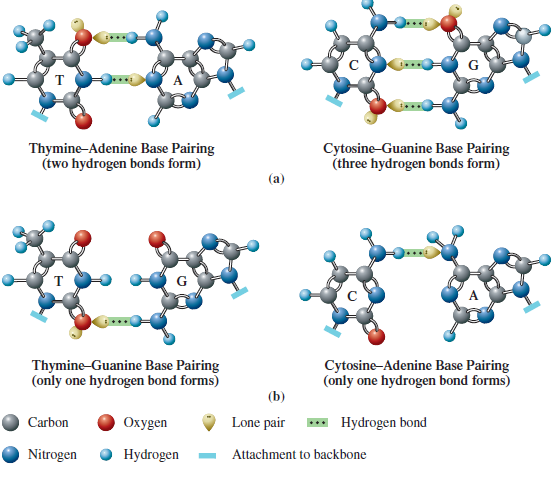 T
A
C
G
Thymine–Adenine Base Pairing
(two hydrogen bonds form)
Cytosine–Guanine Base Pairing
(three hydrogen bonds form)
(a)
T
G
C
A
Thymine–Guanine Base Pairing
(only one hydrogen bond forms)
Cytosine–Adenine Base Pairing
(only one hydrogen bond forms)
(b)
Carbon
Oxygen
Lone pair
Hydrogen bond
Nitrogen
Hydrogen
Attachment to backbone